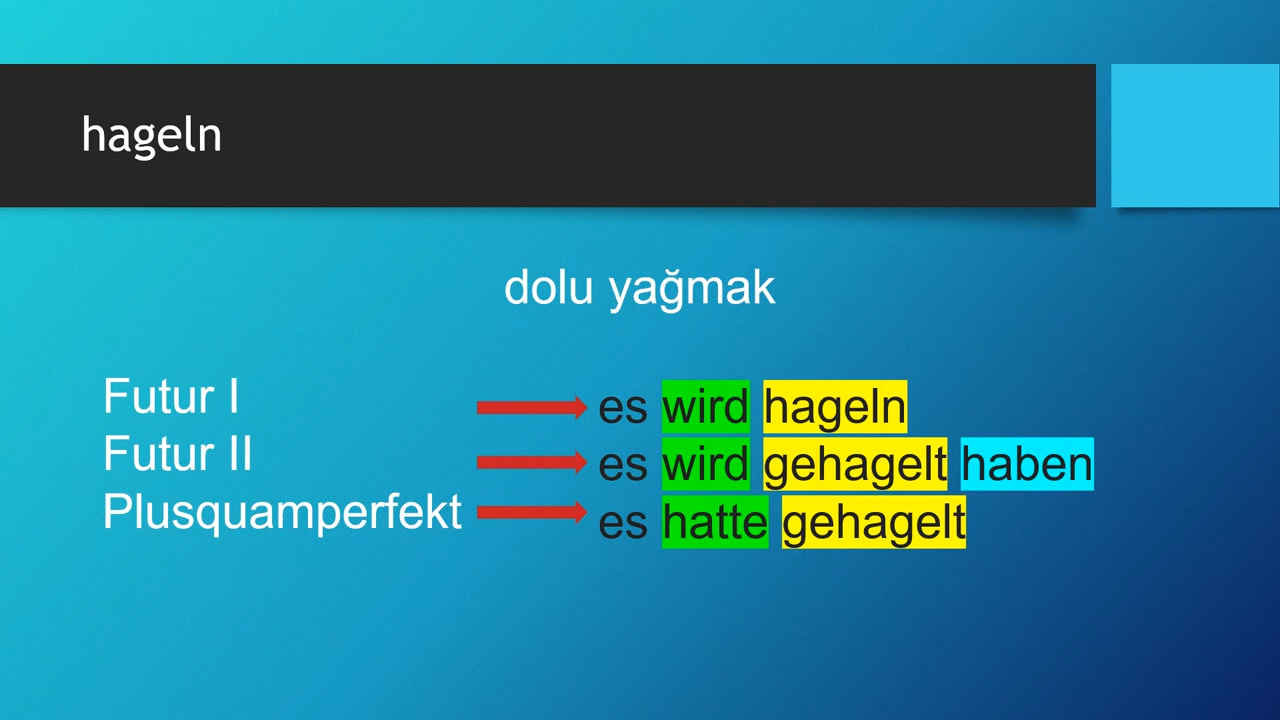 hageln
dolu yağmak
Futur I
es wird hageln
Futur II
es wird gehagelt haben
Plusquamperfekt
es hatte gehagelt